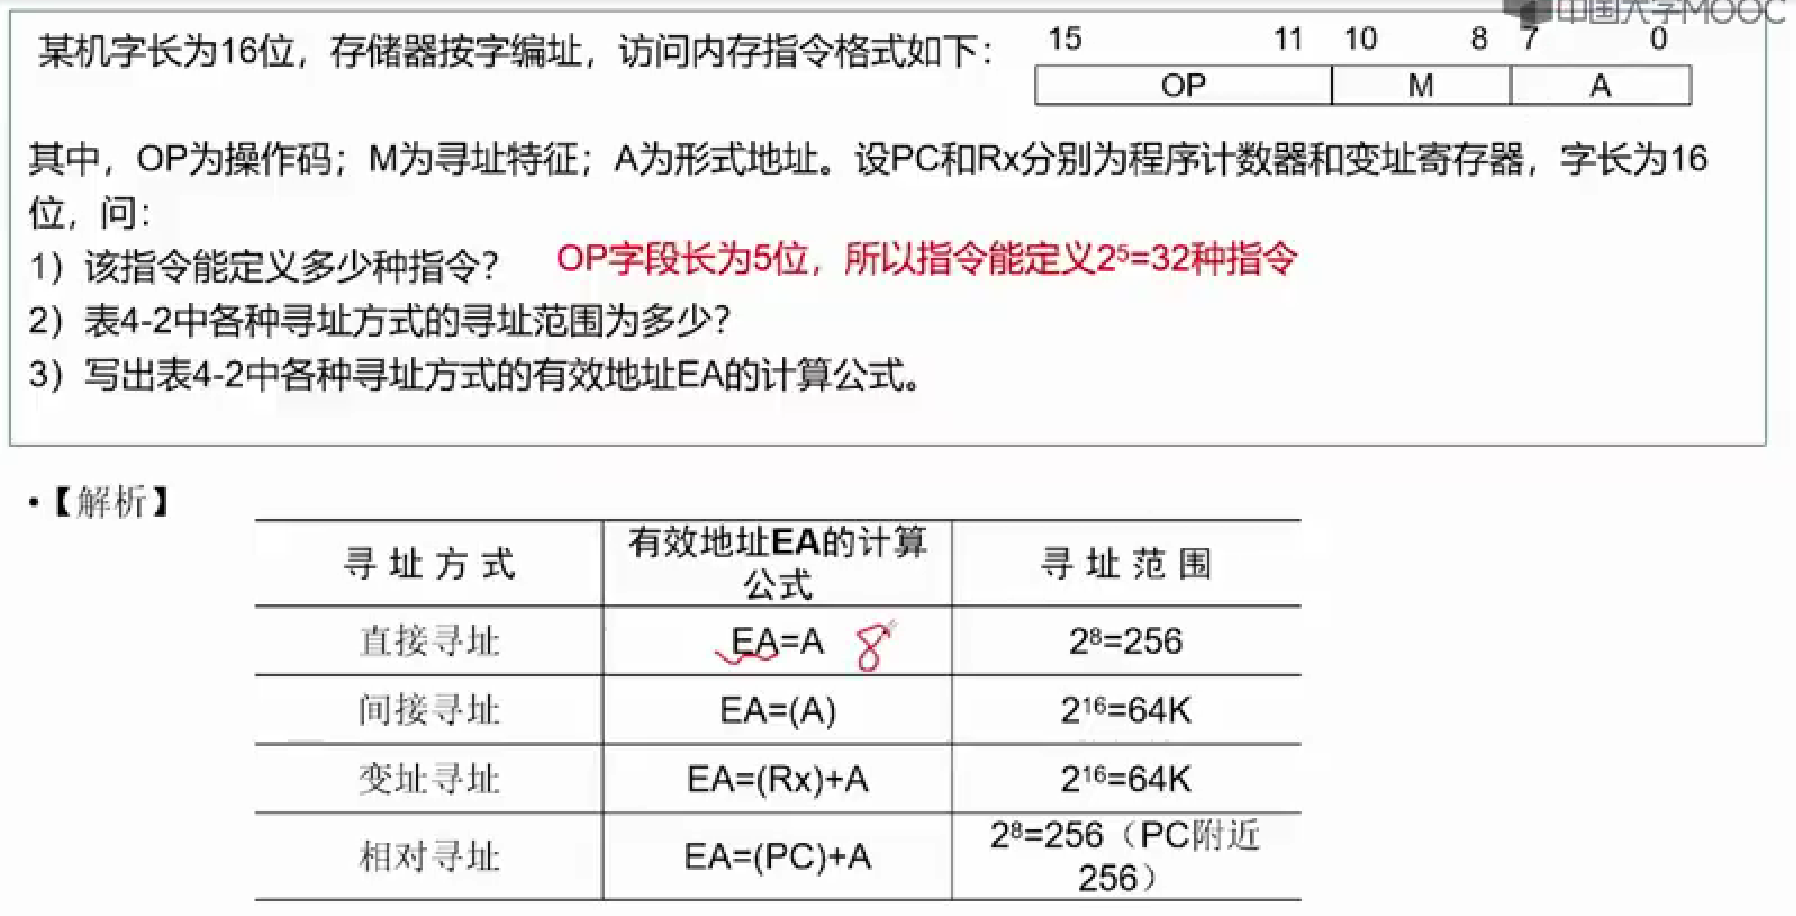 中国大学MOOC
某机字长为16位，存储器按字编址，访问内存指令格式如下：
15 11 10 8 7 0
OP M A
其中，OP为操作码；M为寻址特征；A为形式地址。设PC和Rx分别为程序计数器和变址寄存器，字长为16
位，问：
1）该指令能定义多少种指令？ OP字段长为5位，所以指令能定义2⁵=32种指令
2）表4-2中各种寻址方式的寻址范围为多少？
3）写出表4-2中各种寻址方式的有效地址EA的计算公式。
•【解析】
寻址方式 有效地址EA的计算
公式 寻址范围
直接寻址 EA=A 8 2⁸=256
间接寻址 EA=(A) 2¹⁶=64K
变址寻址 EA=(Rx)+A 2¹⁶=64K
相对寻址 EA=(PC)+A 2⁸=256（PC附近
256）